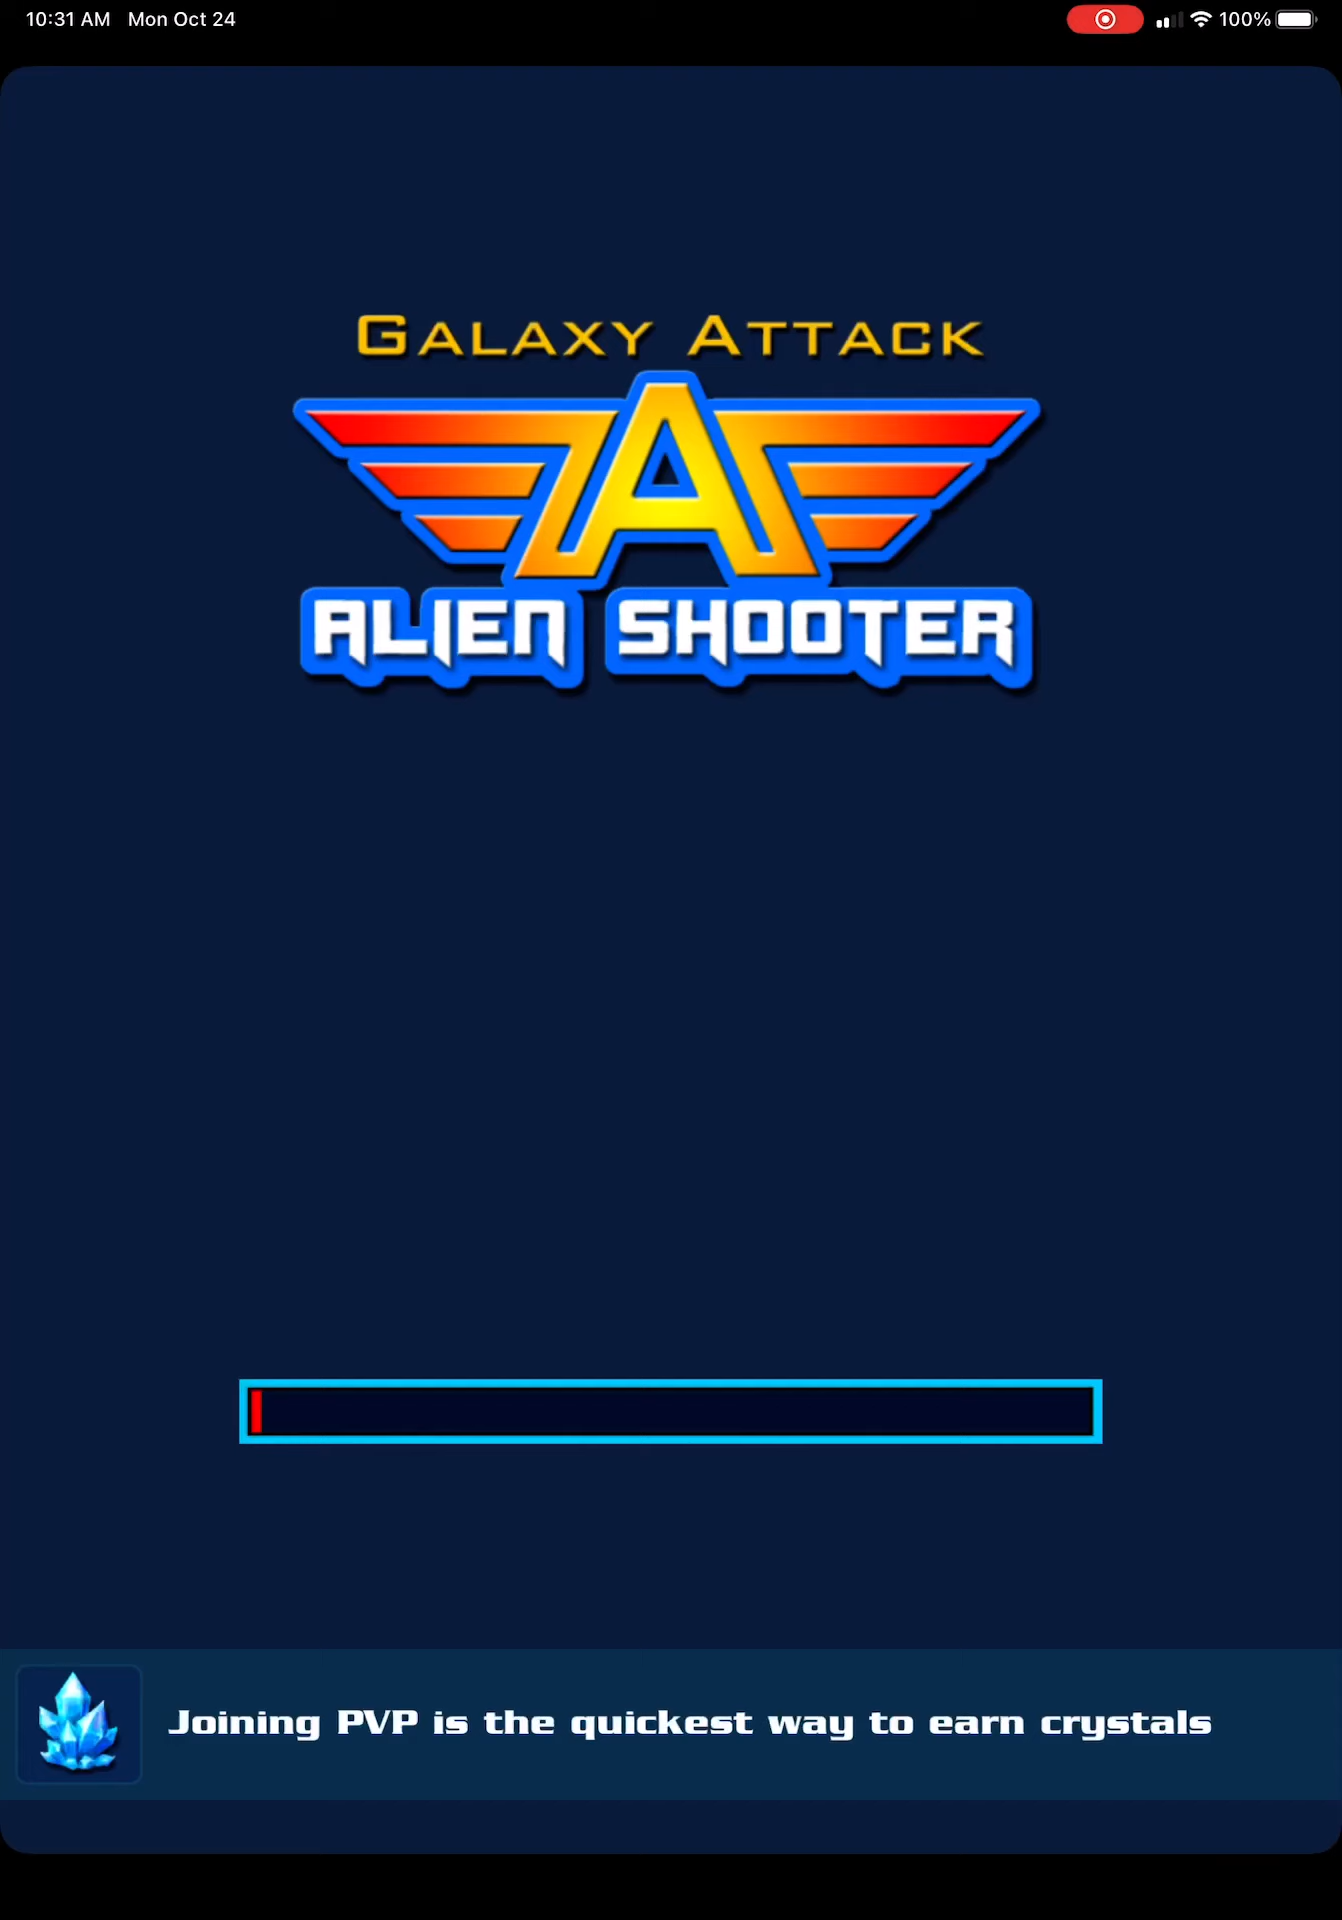 10:31 AM Mon Oct 24
100%
GALAXY ATTACK
A
ALIEN SHOOTER
Joining PVP is the quickest way to earn crystals